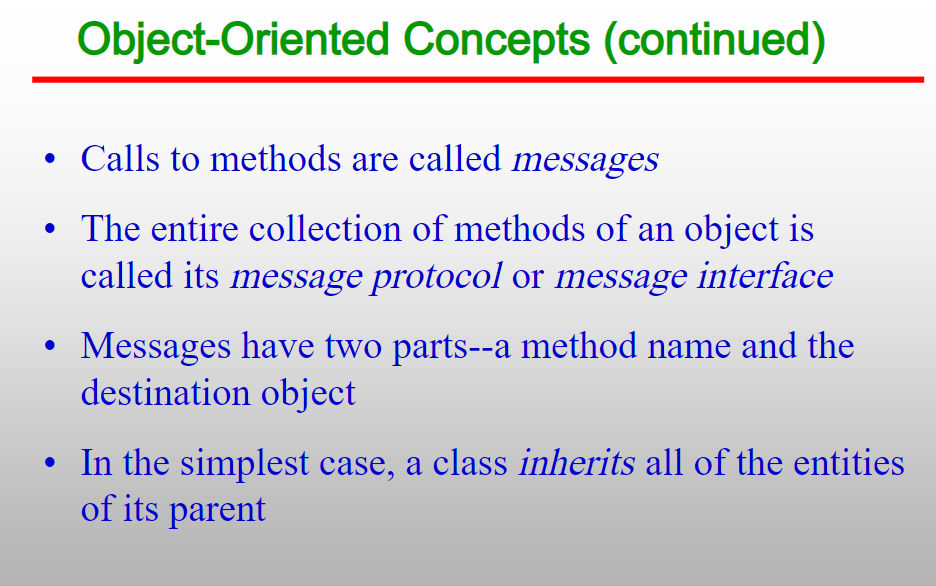 Object-Oriented Concepts (continued)
• Calls to methods are called messages
• The entire collection of methods of an object is
called its message protocol or message interface
• Messages have two parts--a method name and the
destination object
• In the simplest case, a class inherits all of the entities
of its parent